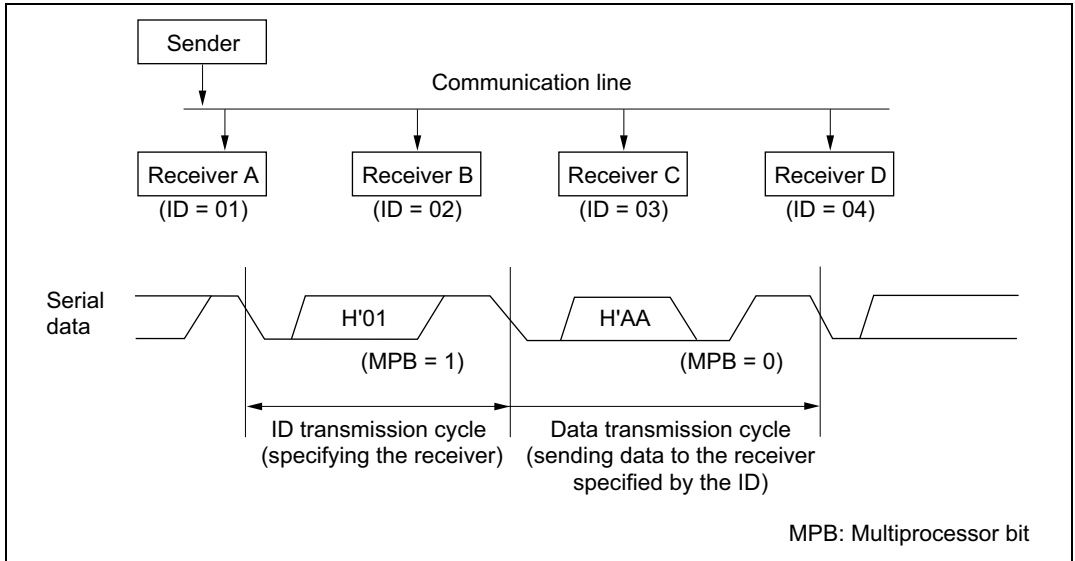 Sender
Communication line
Receiver A
Receiver B
Receiver C
Receiver D
(ID = 01)
(ID = 02)
(ID = 03)
(ID = 04)
Serial
data
H'01
H'AA
(MPB = 1)
(MPB = 0)
ID transmission cycle
(specifying the receiver)
Data transmission cycle
(sending data to the receiver
specified by the ID)
MPB: Multiprocessor bit